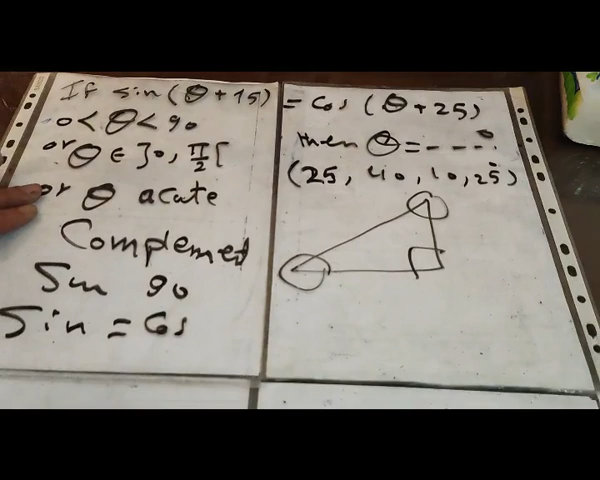 If sin (θ + 15) = Cos (θ + 25)
0 < θ < 90
or θ ∈ ]0, π/2[
or θ acute
then θ = - - - °
(25, 40, 10, 25)
Complement
Sum 90
Sin = Cos